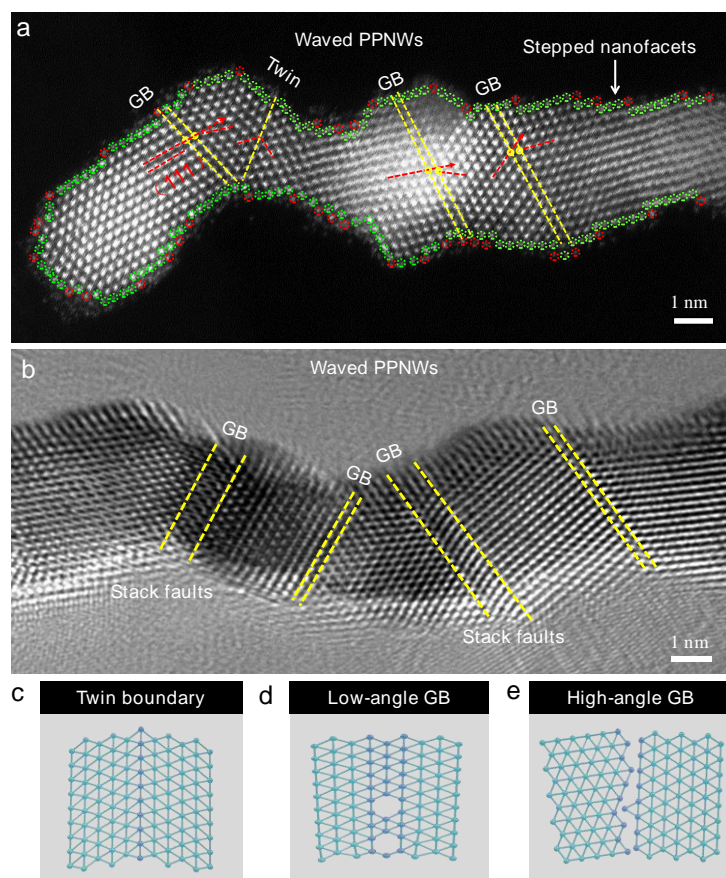 a
Waved PPNWs
Stepped nanofacets
GB
Twin
GB
GB
(111)
1 nm
b
Waved PPNWs
GB
GB
GB
GB
Stack faults
Stack faults
1 nm
c
Twin boundary
d
Low-angle GB
e
High-angle GB